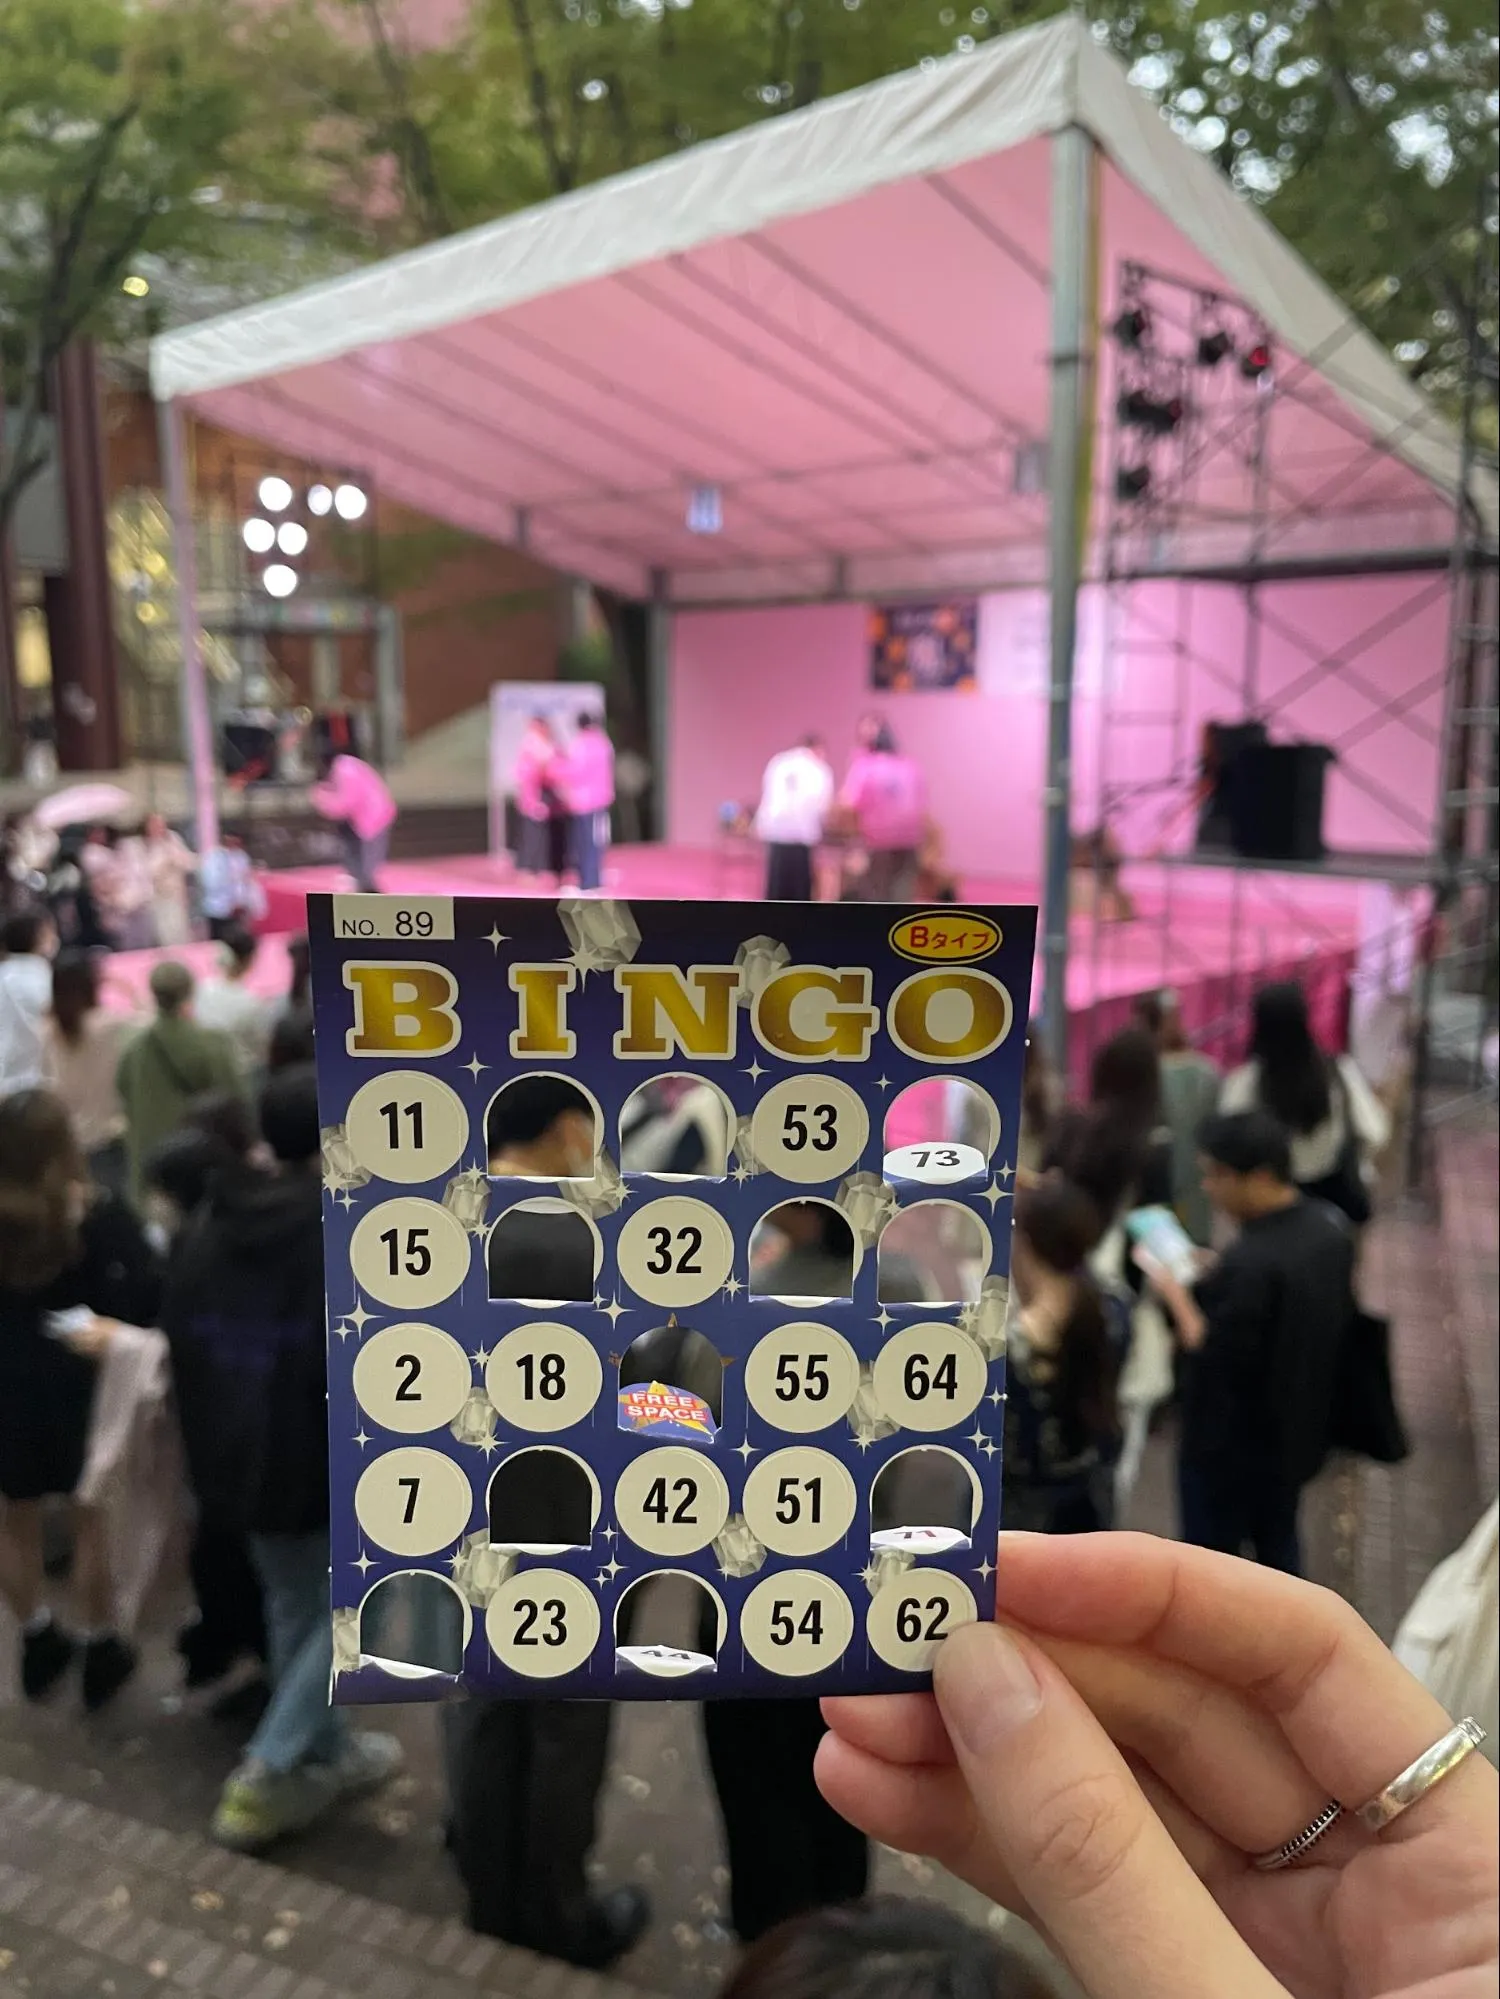 NO. 89
Bタイプ
BINGO
11 53 73
15 32
2 18 FREE SPACE 55 64
7 42 51 71
23 44 54 62